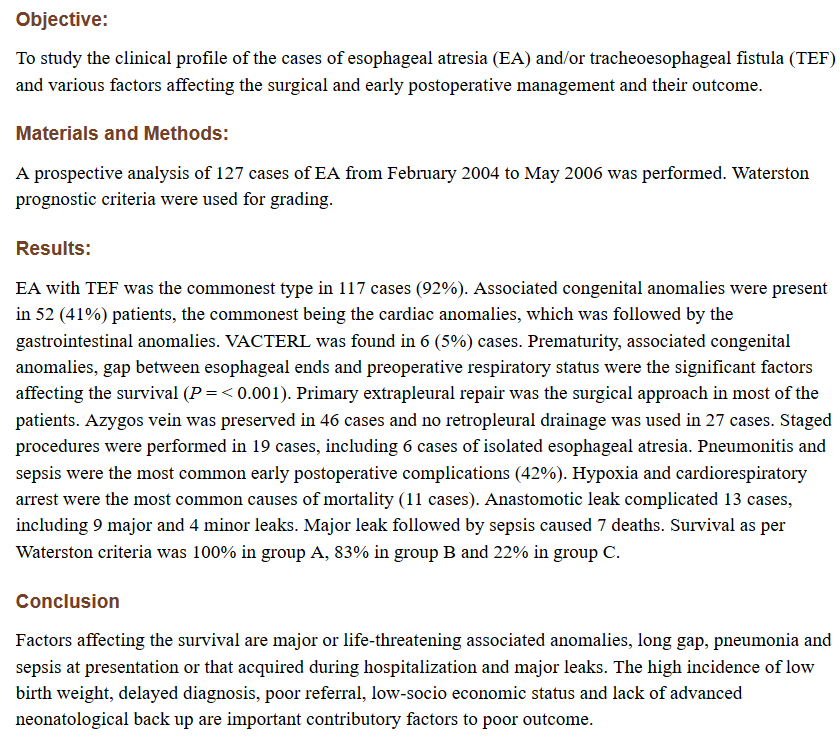 Objective:
To study the clinical profile of the cases of esophageal atresia (EA) and/or tracheoesophageal fistula (TEF)
and various factors affecting the surgical and early postoperative management and their outcome.
Materials and Methods:
A prospective analysis of 127 cases of EA from February 2004 to May 2006 was performed. Waterston
prognostic criteria were used for grading.
Results:
EA with TEF was the commonest type in 117 cases (92%). Associated congenital anomalies were present
in 52 (41%) patients, the commonest being the cardiac anomalies, which was followed by the
gastrointestinal anomalies. VACTERL was found in 6 (5%) cases. Prematurity, associated congenital
anomalies, gap between esophageal ends and preoperative respiratory status were the significant factors
affecting the survival (P = < 0.001). Primary extrapleural repair was the surgical approach in most of the
patients. Azygos vein was preserved in 46 cases and no retropleural drainage was used in 27 cases. Staged
procedures were performed in 19 cases, including 6 cases of isolated esophageal atresia. Pneumonitis and
sepsis were the most common early postoperative complications (42%). Hypoxia and cardiorespiratory
arrest were the most common causes of mortality (11 cases). Anastomotic leak complicated 13 cases,
including 9 major and 4 minor leaks. Major leak followed by sepsis caused 7 deaths. Survival as per
Waterston criteria was 100% in group A, 83% in group B and 22% in group C.
Conclusion
Factors affecting the survival are major or life-threatening associated anomalies, long gap, pneumonia and
sepsis at presentation or that acquired during hospitalization and major leaks. The high incidence of low
birth weight, delayed diagnosis, poor referral, low-socio economic status and lack of advanced
neonatological back up are important contributory factors to poor outcome.